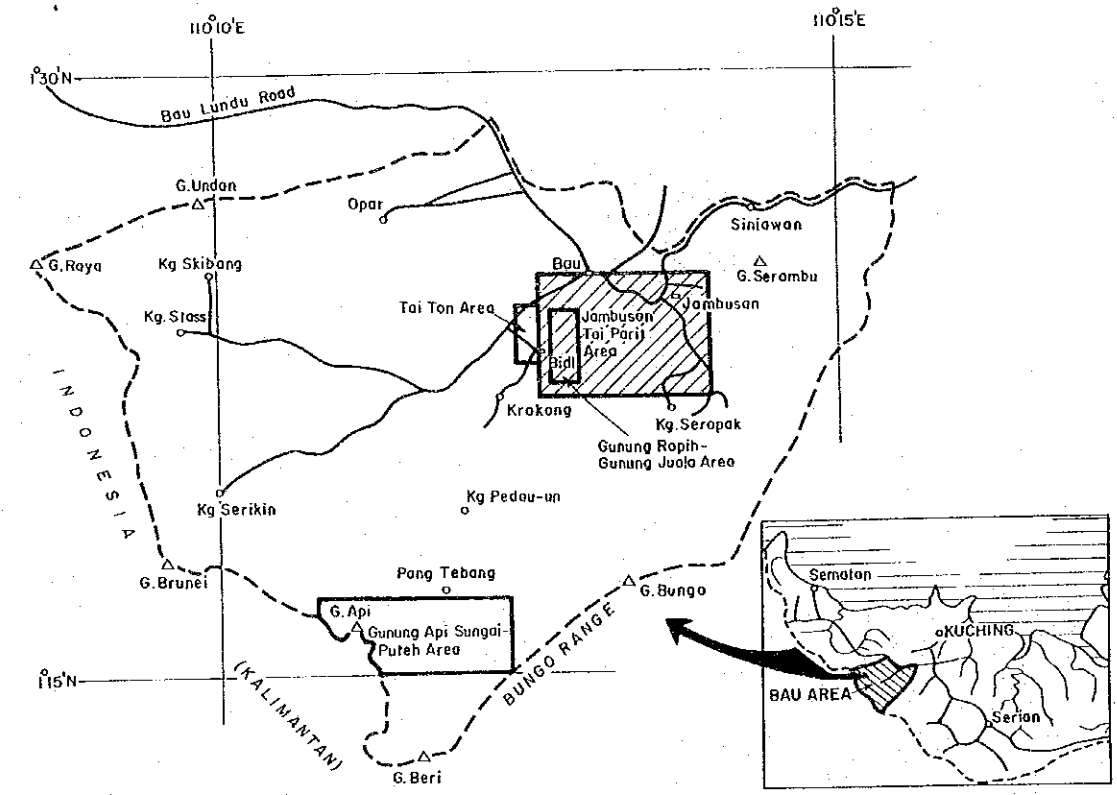 110°10'E
110°15'E
1°30'N
Bau Lundu Road
G.Undan
Opar
Siniawan
G.Raya
Kg Skibang
Bau
G.Serambu
Tai Ton Area
Jambusan
Kg. Stass
Jambusan
Tai Parit
Area
Bidi
Krokong
Kg. Seropak
Gunung Ropih-
Gunung Juala Area
INDONESIA
Kg Serikin
Kg Pedau-un
G.Brunei
Pang Tebang
G.Bungo
G.Api
Gunung Api Sungai-
Puteh Area
BUNGO RANGE
1°15'N
(KALIMANTAN)
G.Beri
Sematan
KUCHING
BAU AREA
Serian